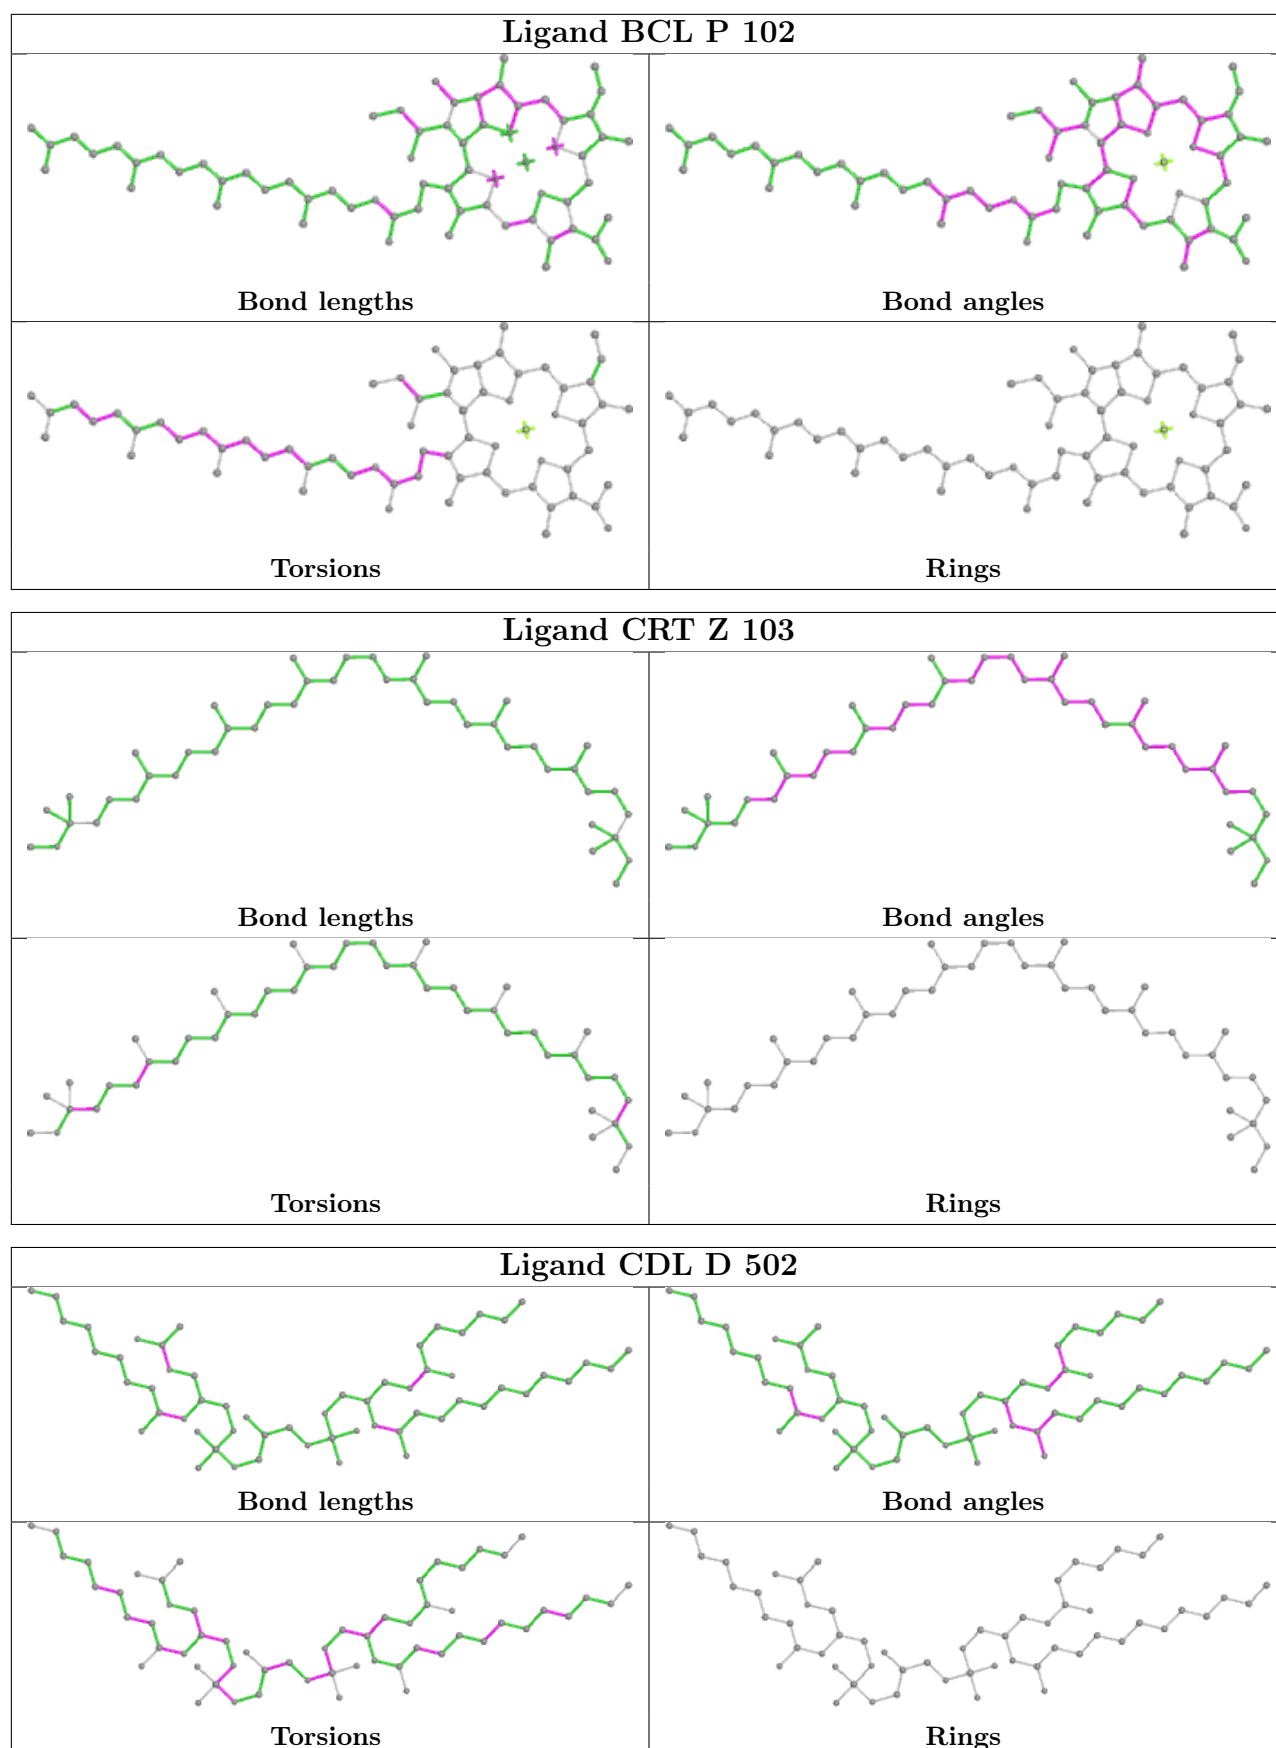 Ligand BCL P 102
Bond lengths
Bond angles
Torsions
Rings
Ligand CRT Z 103
Bond lengths
Bond angles
Torsions
Rings
Ligand CDL D 502
Bond lengths
Bond angles
Torsions
Rings